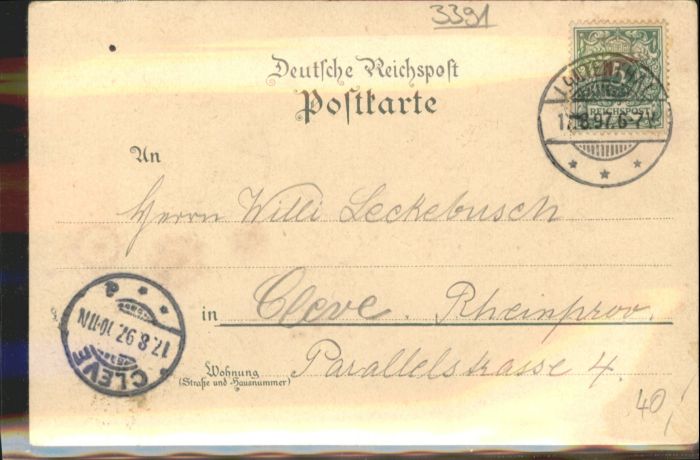 3391
Deutsche Reichspost
Postkarte
REICHSPOST
17.8.97. 6-7V.
An
Herrn Willi Leckebusch
in Cleve. Rheinprov.
Wohnung
(Straße und Hausnummer)
Parallelstrasse 4.
CLEVE
17.8.97. 10-11N
a
40,-